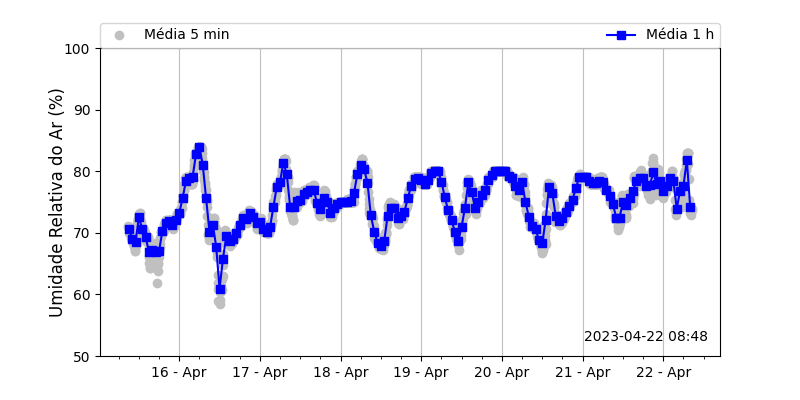 Média 5 min
Média 1 h
Umidade Relativa do Ar (%)
100
90
80
70
60
50
2023-04-22 08:48
16 - Apr
17 - Apr
18 - Apr
19 - Apr
20 - Apr
21 - Apr
22 - Apr